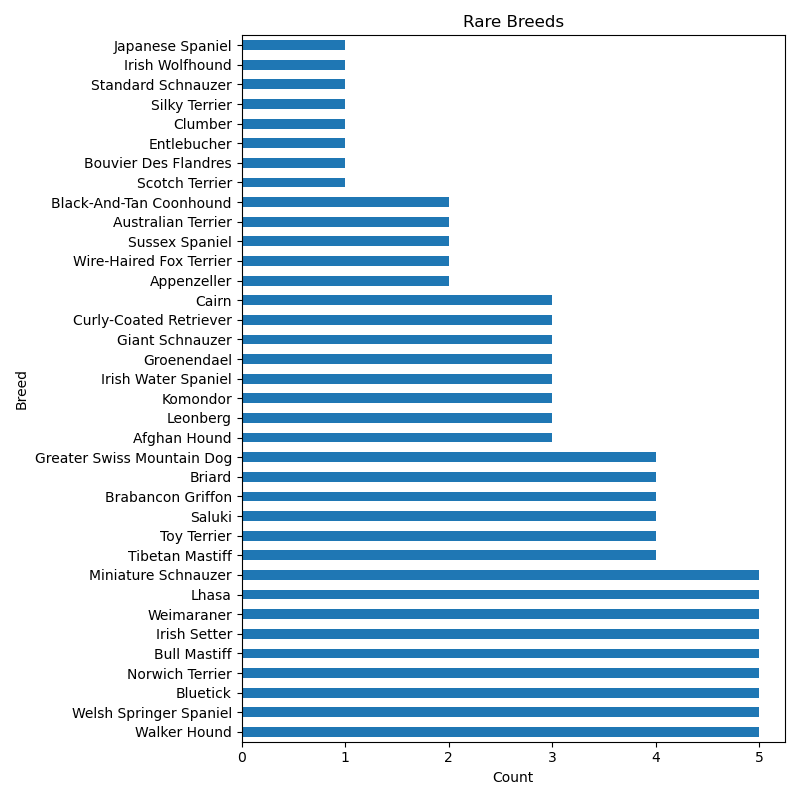 Rare Breeds
Japanese Spaniel
Irish Wolfhound
Standard Schnauzer
Silky Terrier
Clumber
Entlebucher
Bouvier Des Flandres
Scotch Terrier
Black-And-Tan Coonhound
Australian Terrier
Sussex Spaniel
Wire-Haired Fox Terrier
Appenzeller
Cairn
Curly-Coated Retriever
Giant Schnauzer
Groenendael
Irish Water Spaniel
Komondor
Leonberg
Afghan Hound
Greater Swiss Mountain Dog
Briard
Brabancon Griffon
Saluki
Toy Terrier
Tibetan Mastiff
Miniature Schnauzer
Lhasa
Weimaraner
Irish Setter
Bull Mastiff
Norwich Terrier
Bluetick
Welsh Springer Spaniel
Walker Hound
Breed
0 1 2 3 4 5
Count